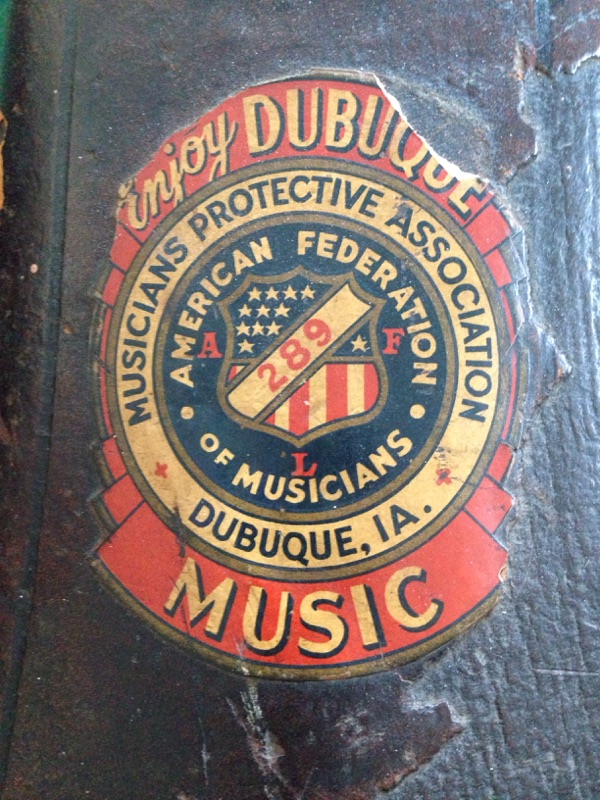 Enjoy DUBUQUE
MUSICIANS PROTECTIVE ASSOCIATION
AMERICAN FEDERATION
289
A F
L
OF MUSICIANS
DUBUQUE, IA.
MUSIC